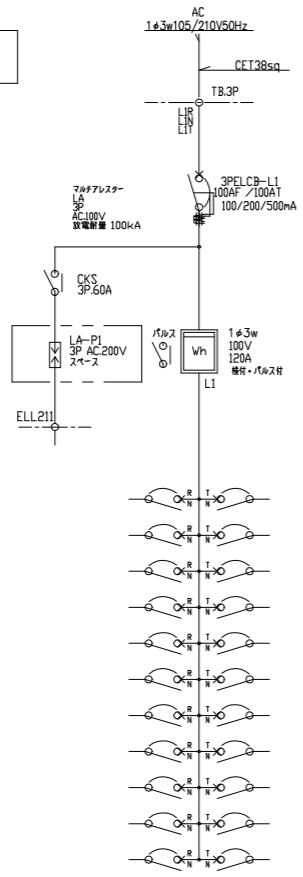 AC
1φ3w105/210V50Hz
CET38sq
TB.3P
L1R
L1N
L1T
3PELCB-L1
100AF /100AT
100/200/500mA
マルチアレスター
LA
3P
AC.100V
放電耐量 100kA
CKS
3P.60A
LA-P1
3P AC.200V
スペース
ELL211
パルス
Wh
1φ3w
100V
120A
検付・パルス付
L1
R T
N N
R T
N N
R T
N N
R T
N N
R T
N N
R T
N N
R T
N N
R T
N N
R T
N N
R T
N N
R T
N N